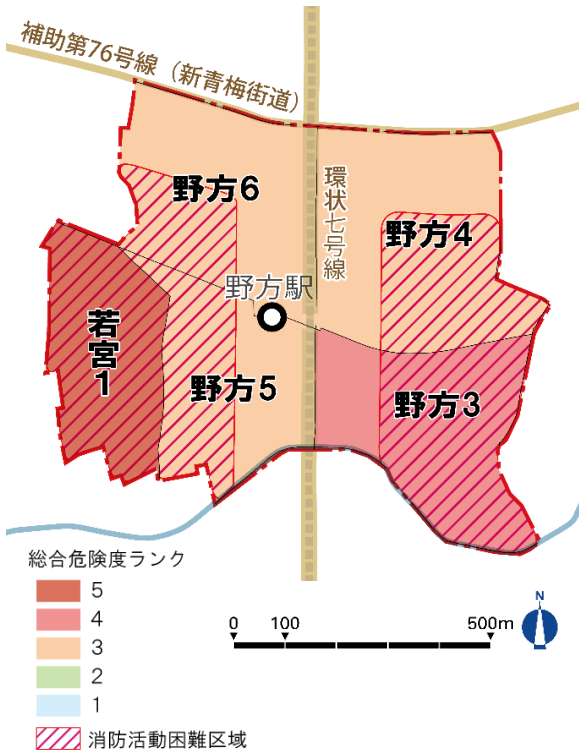 補助第76号線（新青梅街道）
環状七号線
野方6
野方4
野方駅
若宮1
野方5
野方3
総合危険度ランク
5
4
3
2
1
消防活動困難区域
0 100 500m
N